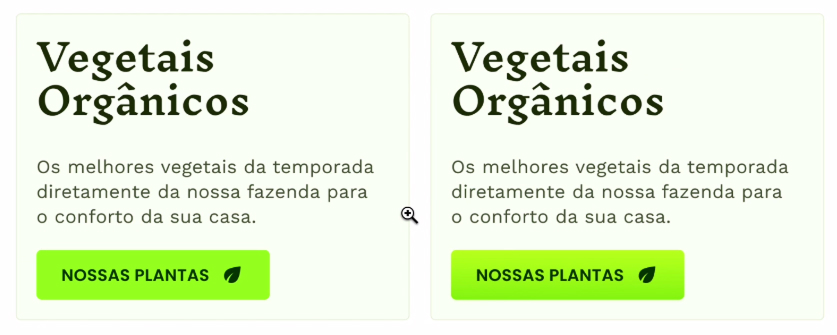 Vegetais
Orgânicos
Os melhores vegetais da temporada
diretamente da nossa fazenda para
o conforto da sua casa.
NOSSAS PLANTAS
Vegetais
Orgânicos
Os melhores vegetais da temporada
diretamente da nossa fazenda para
o conforto da sua casa.
NOSSAS PLANTAS